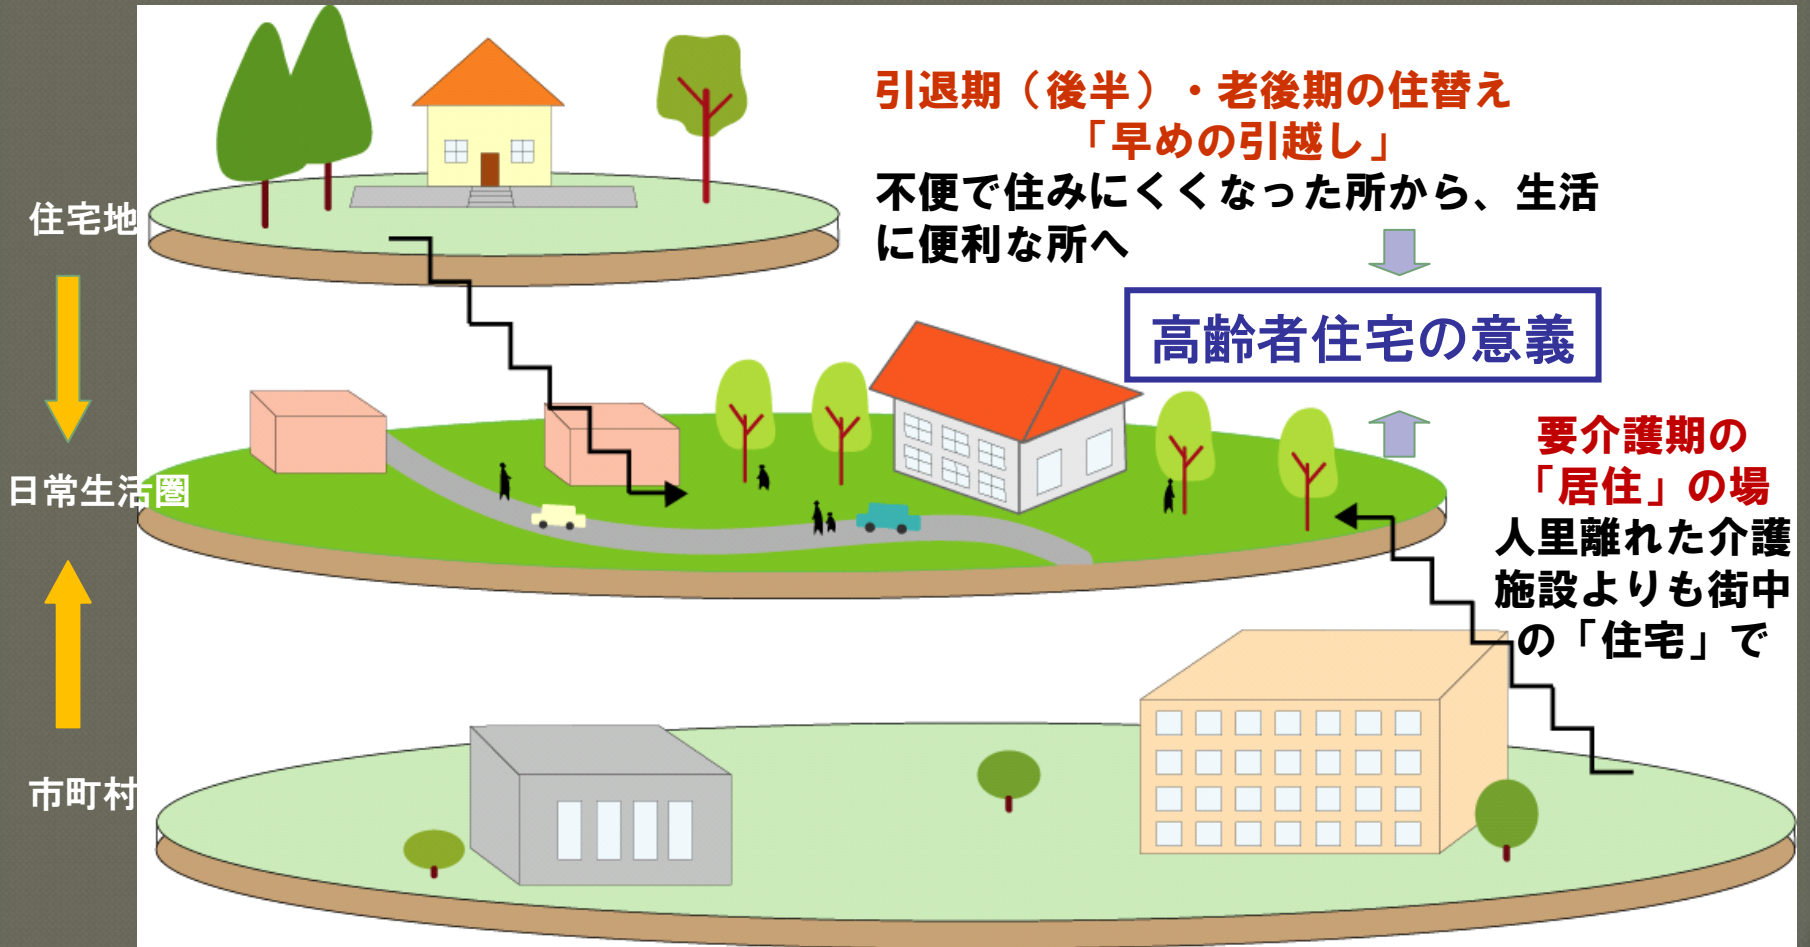 引退期（後半）・老後期の住替え
「早めの引越し」
不便で住みにくくなった所から、生活
に便利な所へ
住宅地
高齢者住宅の意義
要介護期の
「居住」の場
人里離れた介護
施設よりも街中
の「住宅」で
日常生活圏
市町村